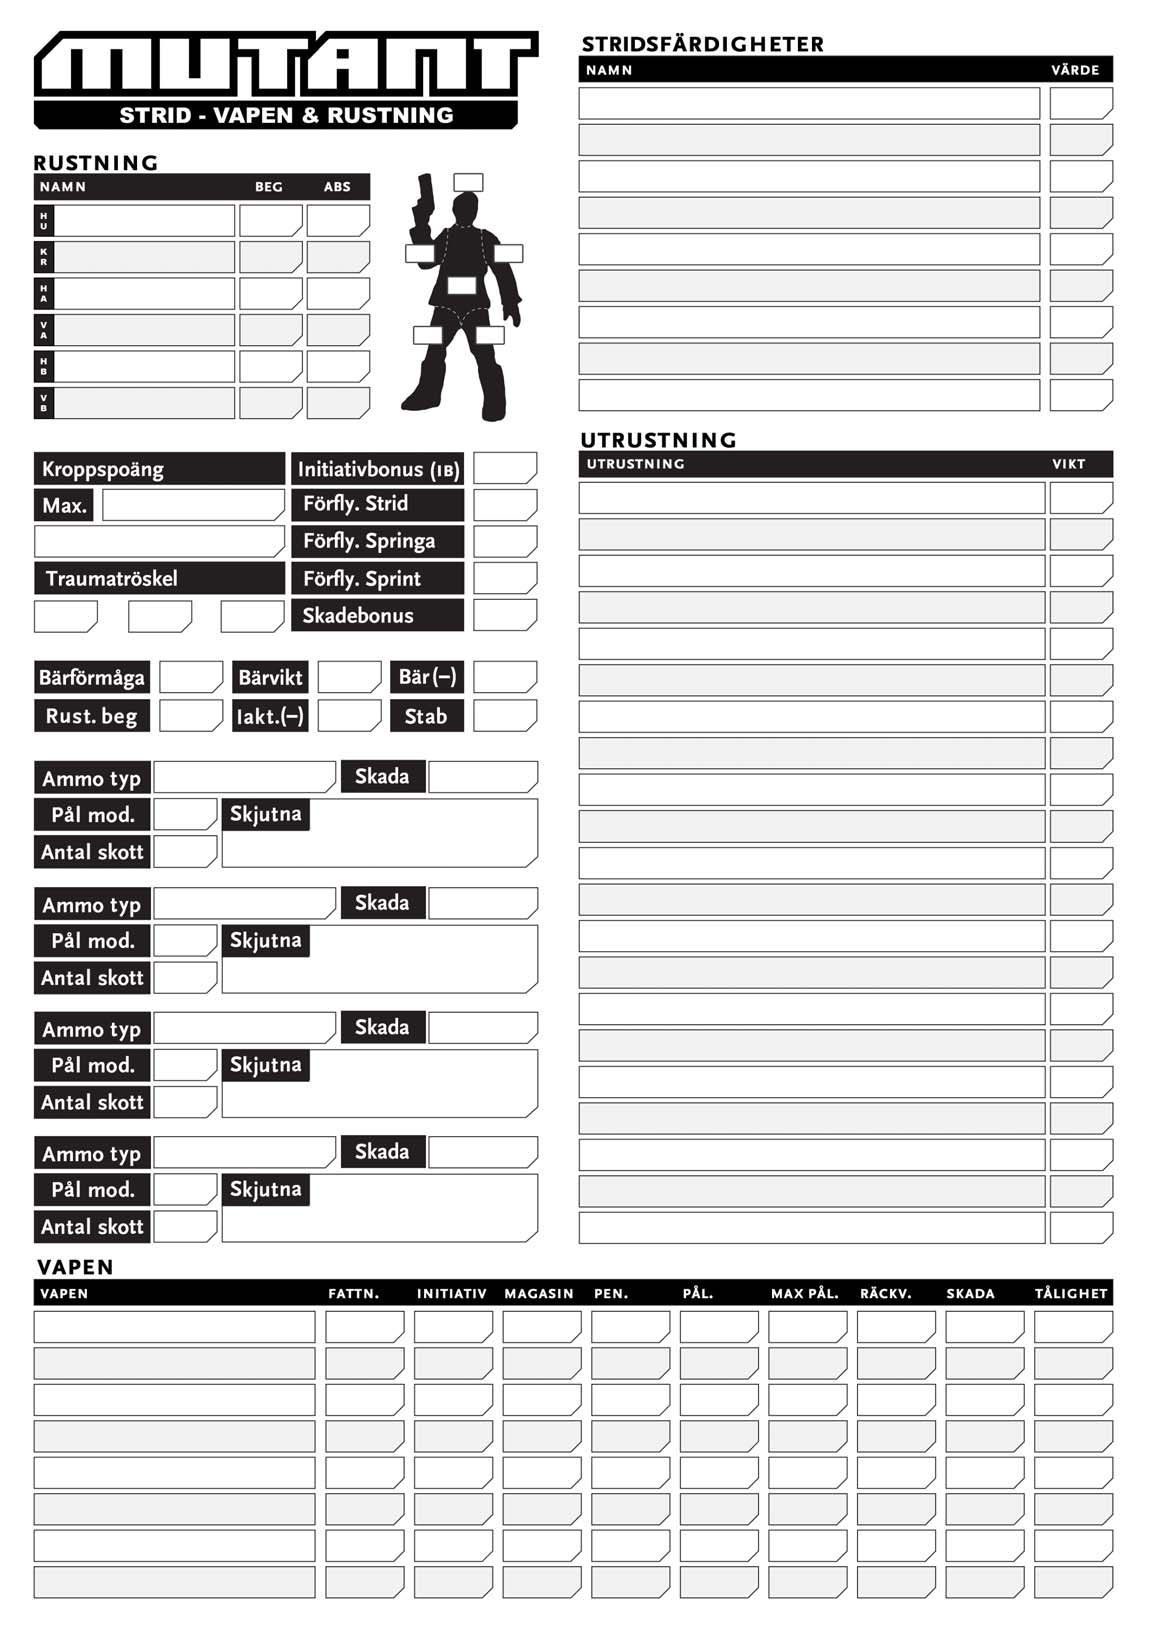 MUTANT
STRID - VAPEN & RUSTNING
RUSTNING
NAMN BEG ABS
HU
KR
HA
VA
HB
VB
Kroppspoäng Initiativbonus (IB)
Max. Förfly. Strid
Förfly. Springa
Traumatröskel Förfly. Sprint
Skadebonus
Bärförmåga Bärvikt Bär(–)
Rust. beg Iakt.(–) Stab
Ammo typ Skada
Pål mod. Skjutna
Antal skott
Ammo typ Skada
Pål mod. Skjutna
Antal skott
Ammo typ Skada
Pål mod. Skjutna
Antal skott
Ammo typ Skada
Pål mod. Skjutna
Antal skott
STRIDSFÄRDIGHETER
NAMN VÄRDE
UTRUSTNING
UTRUSTNING VIKT
VAPEN
VAPEN FATTN. INITIATIV MAGASIN PEN. PÅL. MAX PÅL. RÄCKV. SKADA TÅLIGHET